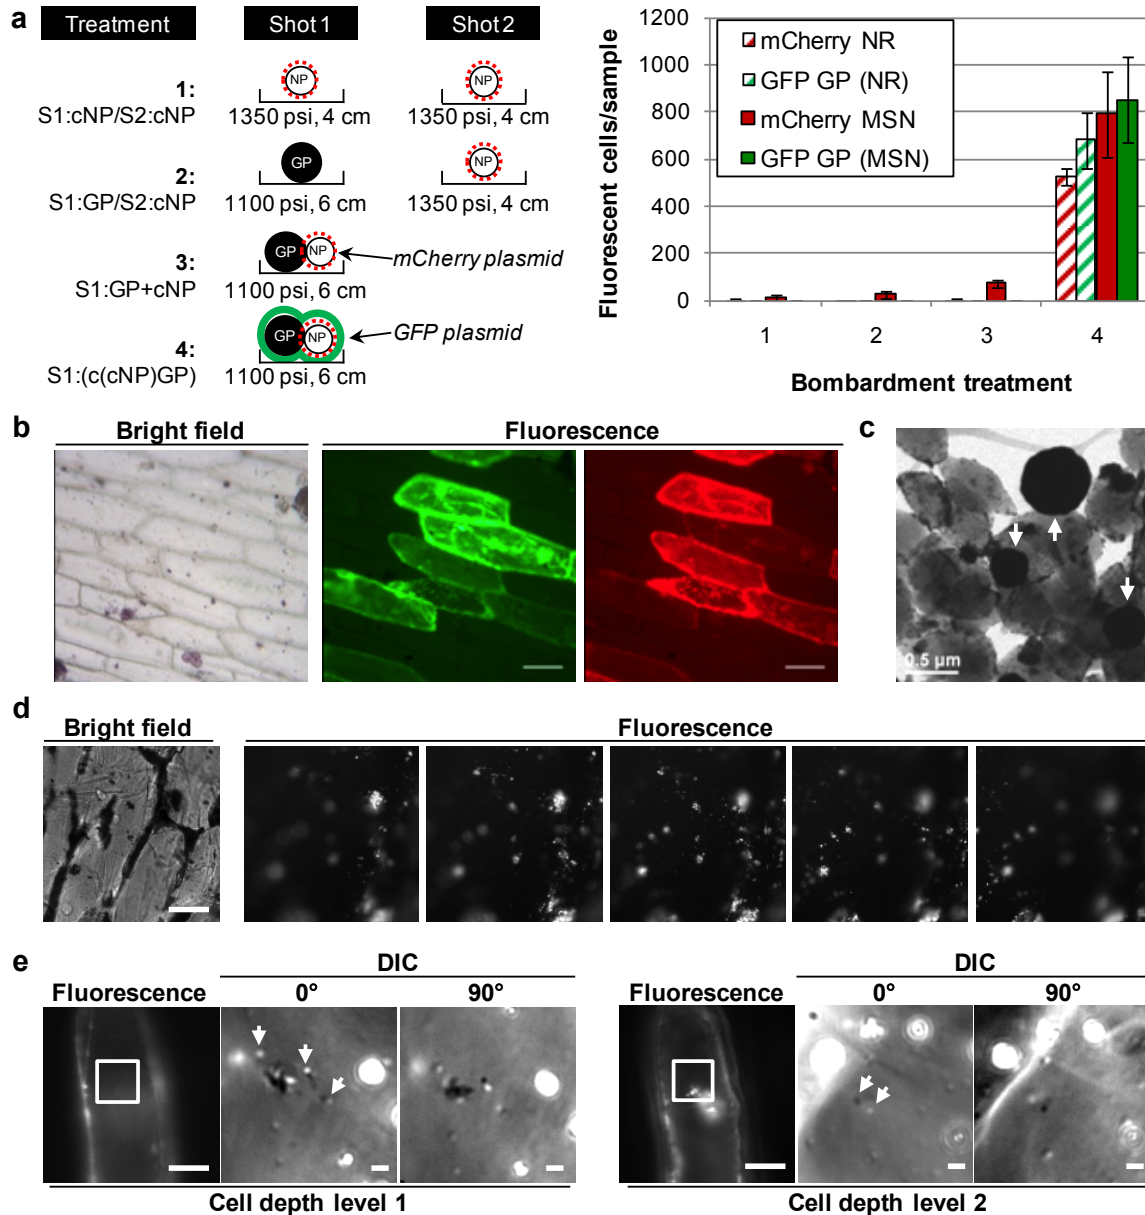 a
Treatment
Shot 1
Shot 2
1:
S1:cNP/S2:cNP
NP
1350 psi, 4 cm
NP
1350 psi, 4 cm
2:
S1:GP/S2:cNP
GP
1100 psi, 6 cm
NP
1350 psi, 4 cm
3:
S1:GP+cNP
GP
NP
1100 psi, 6 cm
mCherry plasmid
4:
S1:(c(cNP)GP)
GP
NP
1100 psi, 6 cm
GFP plasmid
Fluorescent cells/sample
1200
1000
800
600
400
200
0
mCherry NR
GFP GP (NR)
mCherry MSN
GFP GP (MSN)
1 2 3 4
Bombardment treatment
b
Bright field
Fluorescence
c
0.5 µm
d
Bright field
Fluorescence
e
DIC
Fluorescence 0° 90°
Cell depth level 1
DIC
Fluorescence 0° 90°
Cell depth level 2